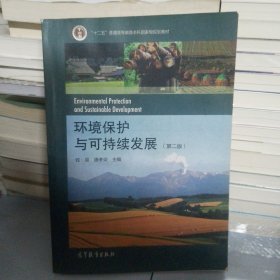 "十二五"普通高等教育本科国家级规划教材
Environmental Protection
and Sustainable Development
环境保护
与可持续发展（第二版）
主编
高等教育出版社